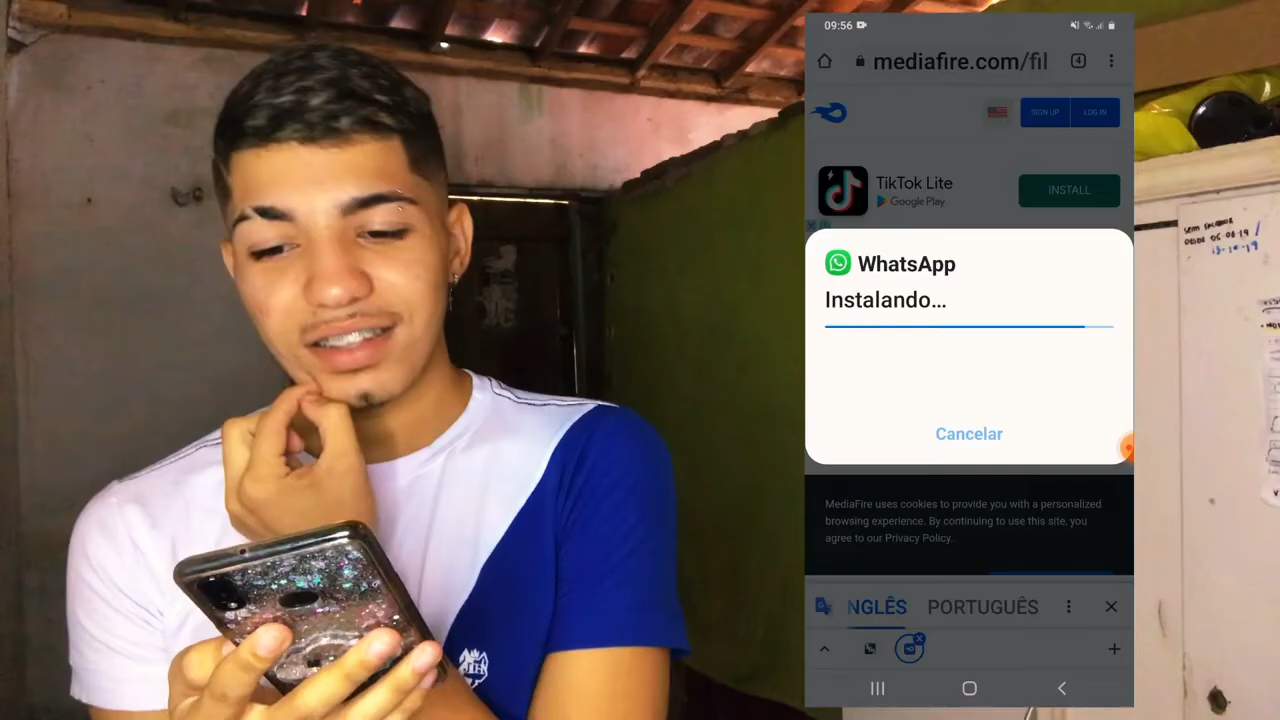 09:56
mediafire.com/fil
4
SIGN UP
LOG IN
TikTok Lite
Google Play
INSTALL
WhatsApp
Instalando…
Cancelar
MediaFire uses cookies to provide you with a personalized
browsing experience. By continuing to use this site, you
agree to our Privacy Policy..
NGLÊS
PORTUGUÊS